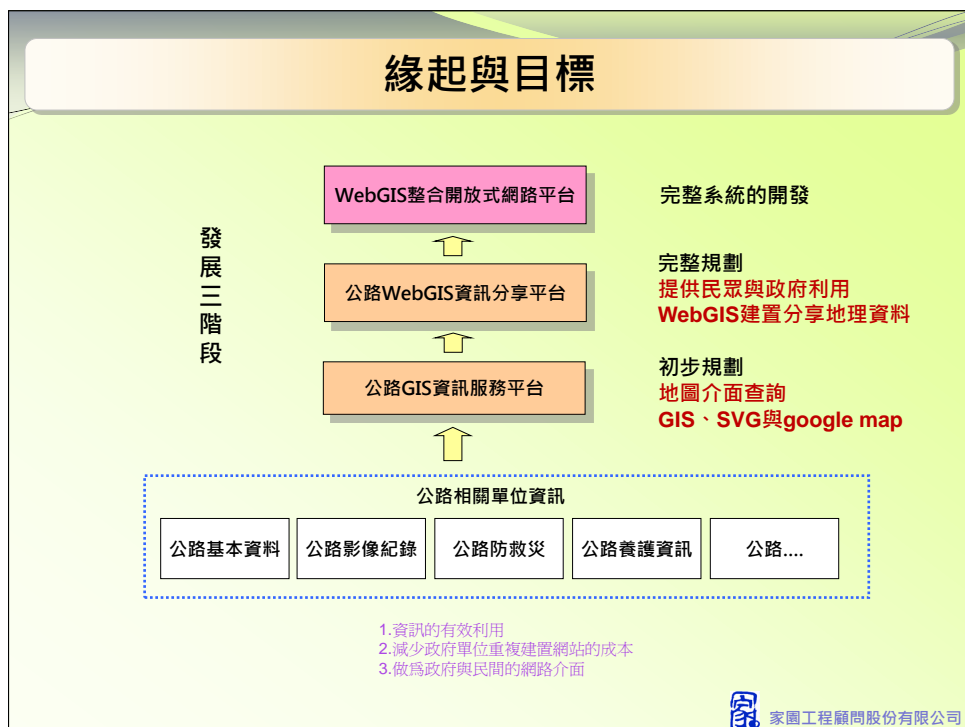 緣起與目標
WebGIS整合開放式網路平台
完整系統的開發
發展三階段
公路WebGIS資訊分享平台
完整規劃
提供民眾與政府利用
WebGIS建置分享地理資料
公路GIS資訊服務平台
初步規劃
地圖介面查詢
GIS、SVG與google map
公路相關單位資訊
公路基本資料
公路影像紀錄
公路防救災
公路養護資訊
公路....
1.資訊的有效利用
2.減少政府單位重複建置網站的成本
3.做為政府與民間的網路介面
家園工程顧問股份有限公司